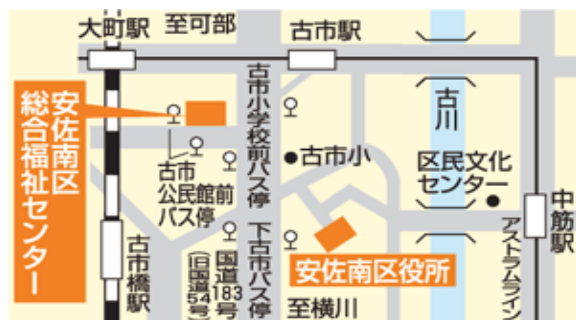 大町駅
至可部
古市駅
安佐南区
総合福祉センター
古市小学校前バス停
古川
古市
公民館前
バス停
古市小
区民文化
センター
中筋駅
アストラムライン
古市橋駅
国道183号
(旧国道54号)
下古市バス停
安佐南区役所
至横川